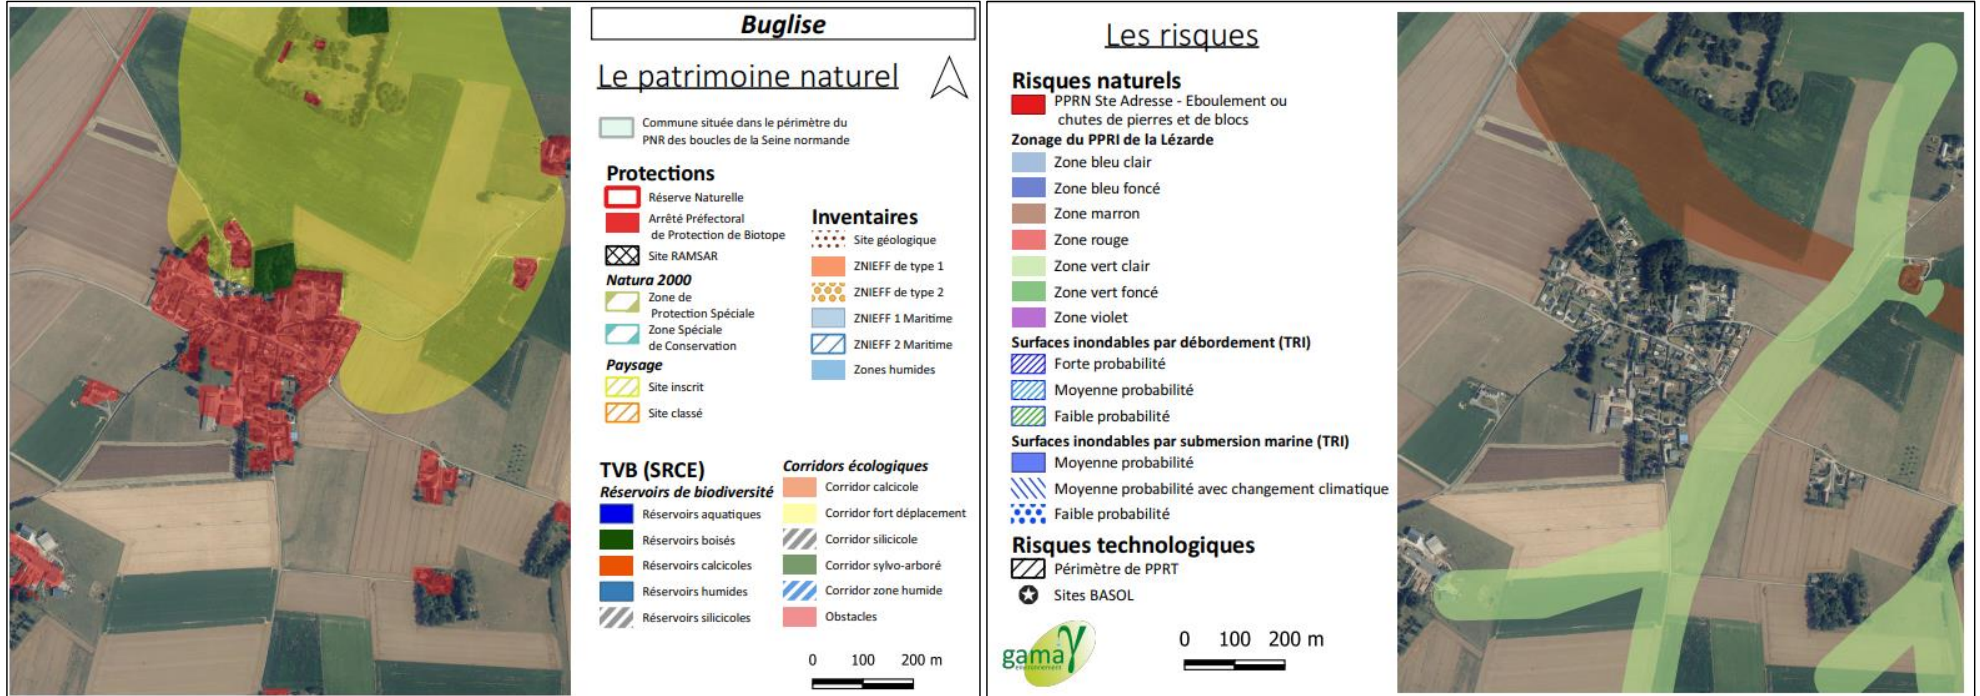 Buglise
Le patrimoine naturel
Commune située dans le périmètre du
PNR des boucles de la Seine normande
Protections
Réserve Naturelle
Arrêté Préfectoral
de Protection de Biotope
Site RAMSAR
Natura 2000
Zone de
Protection Spéciale
Zone Spéciale
de Conservation
Paysage
Site inscrit
Site classé
Inventaires
Site géologique
ZNIEFF de type 1
ZNIEFF de type 2
ZNIEFF 1 Maritime
ZNIEFF 2 Maritime
Zones humides
TVB (SRCE)
Réservoirs de biodiversité
Réservoirs aquatiques
Réservoirs boisés
Réservoirs calcicoles
Réservoirs humides
Réservoirs silicicoles
Corridors écologiques
Corridor calcicole
Corridor fort déplacement
Corridor silicicole
Corridor sylvo-arboré
Corridor zone humide
Obstacles
0 100 200 m
Les risques
Risques naturels
PPRN Ste Adresse - Eboulement ou
chutes de pierres et de blocs
Zonage du PPRI de la Lézarde
Zone bleu clair
Zone bleu foncé
Zone marron
Zone rouge
Zone vert clair
Zone vert foncé
Zone violet
Surfaces inondables par débordement (TRI)
Forte probabilité
Moyenne probabilité
Faible probabilité
Surfaces inondables par submersion marine (TRI)
Moyenne probabilité
Moyenne probabilité avec changement climatique
Faible probabilité
Risques technologiques
Périmètre de PPRT
Sites BASOL
gama γ
environnement
0 100 200 m